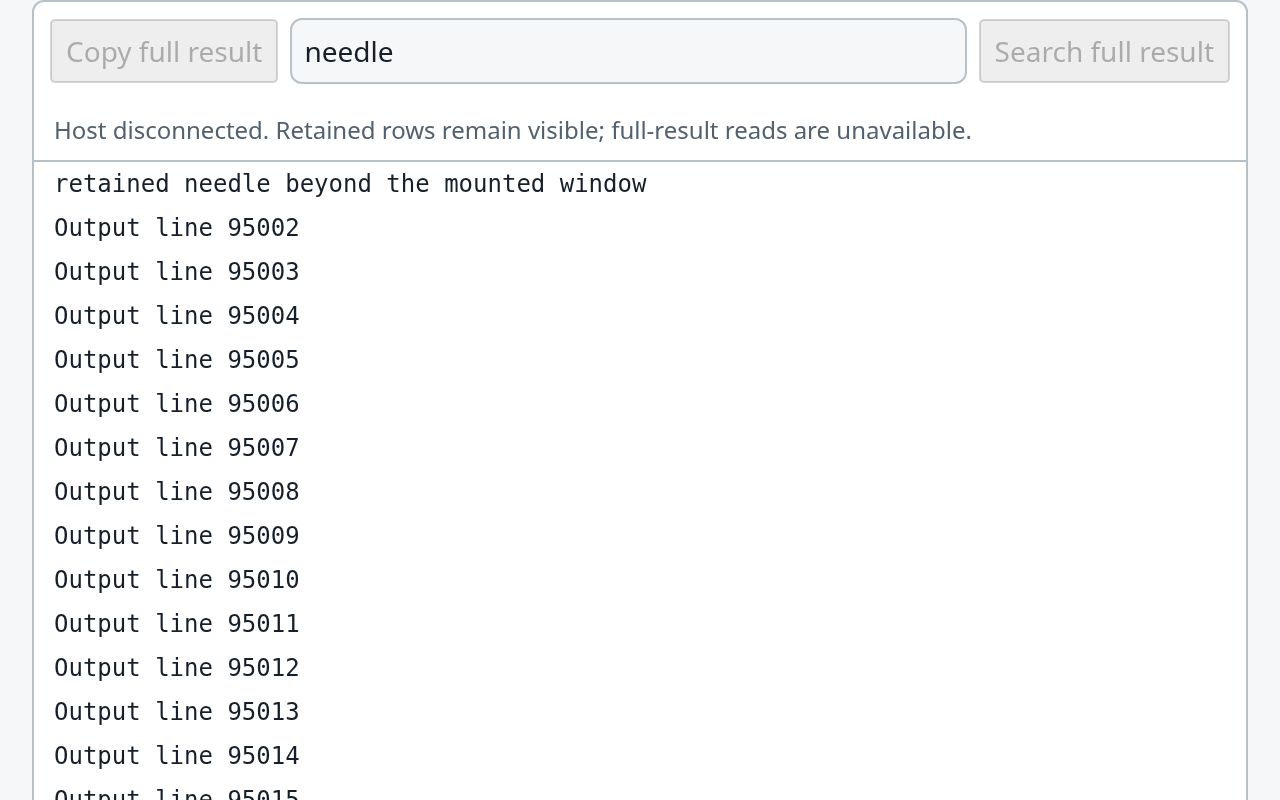 Copy full result
needle
Search full result
Host disconnected. Retained rows remain visible; full-result reads are unavailable.
retained needle beyond the mounted window
Output line 95002
Output line 95003
Output line 95004
Output line 95005
Output line 95006
Output line 95007
Output line 95008
Output line 95009
Output line 95010
Output line 95011
Output line 95012
Output line 95013
Output line 95014
Output line 95015